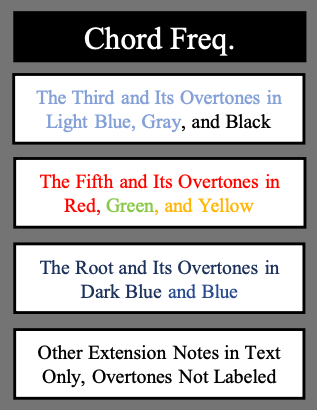 Chord Freq.
The Third and Its Overtones in
Light Blue, Gray, and Black
The Fifth and Its Overtones in
Red, Green, and Yellow
The Root and Its Overtones in
Dark Blue and Blue
Other Extension Notes in Text
Only, Overtones Not Labeled